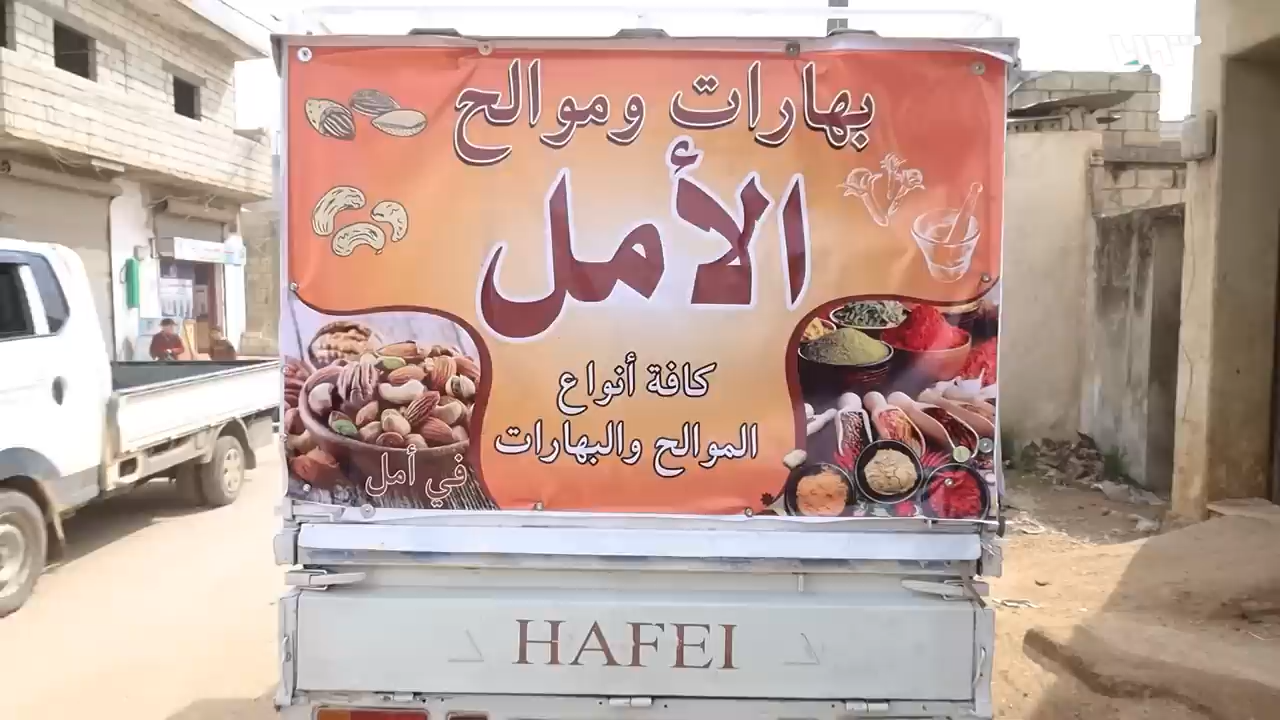 بهارات وموالح
الأمل
كافة أنواع
الموالح والبهارات
في أمل
HAFEI